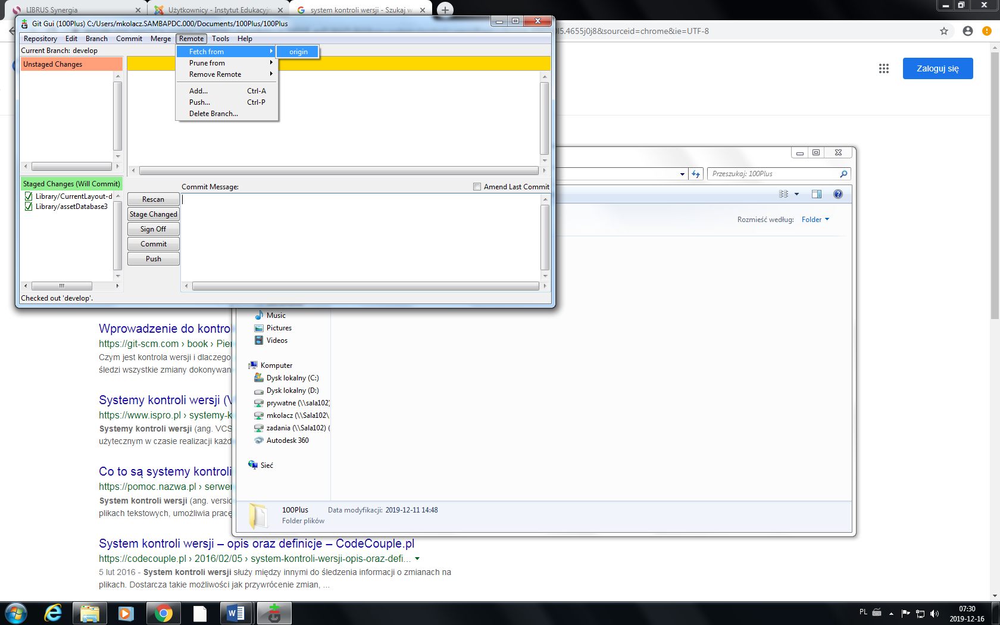 LIBRUS Synergia
Użytkownicy - Instytut Edukacyjn
system kontroli wersji - Szukaj w
Git Gui (100Plus) C:/Users/mkolacz.SAMBAPDC.000/Documents/100Plus/100Plus
Repository Edit Branch Commit Merge Remote Tools Help
Current Branch: develop
Unstaged Changes
Fetch from
origin
Prune from
Remove Remote
Add... Ctrl-A
Push... Ctrl-P
Delete Branch...
l5.4655j0j8&sourceid=chrome&ie=UTF-8
Zaloguj się
Staged Changes (Will Commit)
Library/CurrentLayout-d
Library/assetDatabase3
Commit Message:
Amend Last Commit
Rescan
Stage Changed
Sign Off
Commit
Push
Checked out 'develop'.
Przeszukaj: 100Plus
Rozmieść według: Folder
Music
Pictures
Videos
Komputer
Dysk lokalny (C:)
Dysk lokalny (D:)
prywatne (\\sala102)
mkolacz (\\Sala102\
zadania (\\Sala102) (
Autodesk 360
Sieć
100Plus Data modyfikacji: 2019-12-11 14:48
Folder plików
Wprowadzenie do kontrol
https://git-scm.com › book › Pier
Czym jest kontrola wersji i dlaczego
śledzi wszystkie zmiany dokonywan
Systemy kontroli wersji (V
https://www.ispro.pl › systemy-k
Systemy kontroli wersji (ang. VCS
użytecznym w czasie realizacji każd
Co to są systemy kontroli
https://pomoc.nazwa.pl › serwer
System kontroli wersji (ang. versic
plikach tekstowych, umożliwia pracę
System kontroli wersji – opis oraz definicje – CodeCouple.pl
https://codecouple.pl › 2016/02/05 › system-kontroli-wersji-opis-oraz-defi...
5 lut 2016 - System kontroli wersji służy między innymi do śledzenia informacji o zmianach na
plikach. Dostarcza takie możliwości jak przywrócenie zmian, ...
PL
07:30
2019-12-16